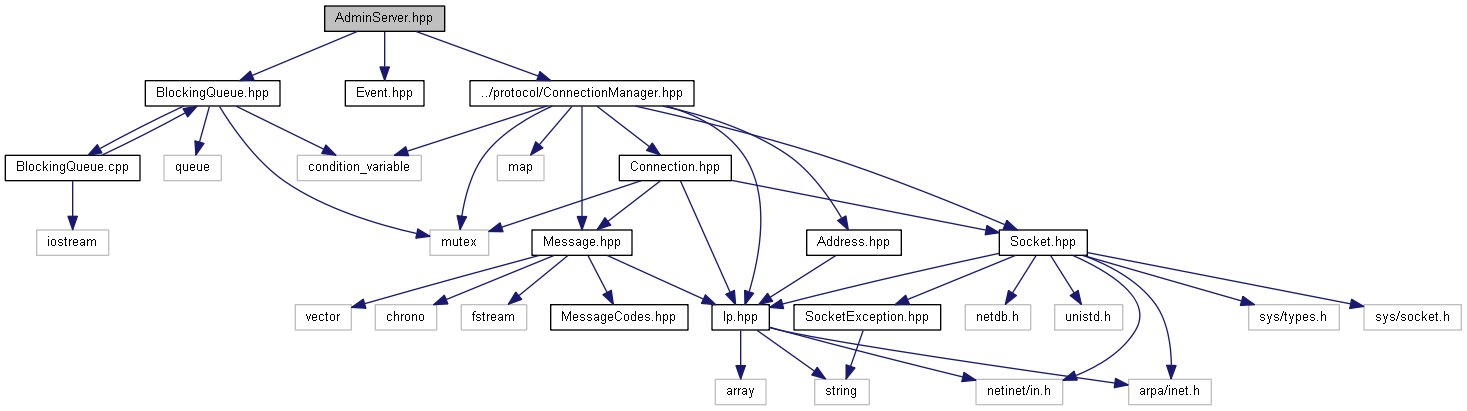 AdminServer.hpp
BlockingQueue.hpp
Event.hpp
../protocol/ConnectionManager.hpp
BlockingQueue.cpp
queue
condition_variable
map
Connection.hpp
iostream
mutex
Message.hpp
Address.hpp
Socket.hpp
vector
chrono
fstream
MessageCodes.hpp
Ip.hpp
SocketException.hpp
netdb.h
unistd.h
sys/types.h
sys/socket.h
array
string
netinet/in.h
arpa/inet.h